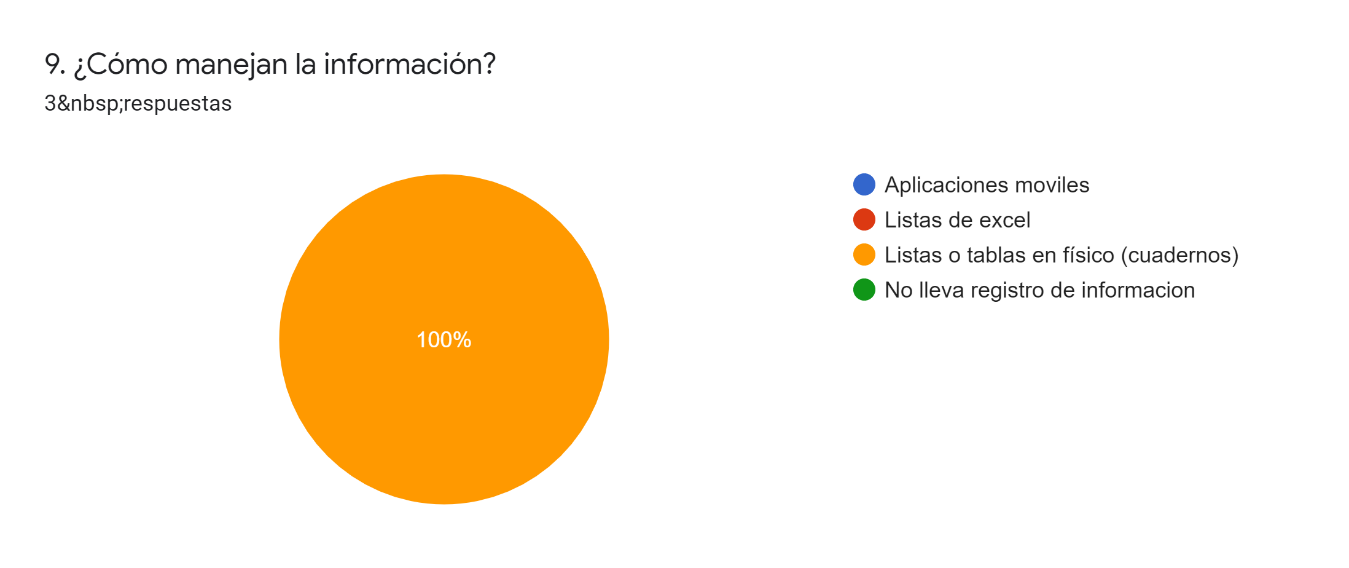 9. ¿Cómo manejan la información?
3&nbsp;respuestas
100%
Aplicaciones moviles
Listas de excel
Listas o tablas en físico (cuadernos)
No lleva registro de informacion